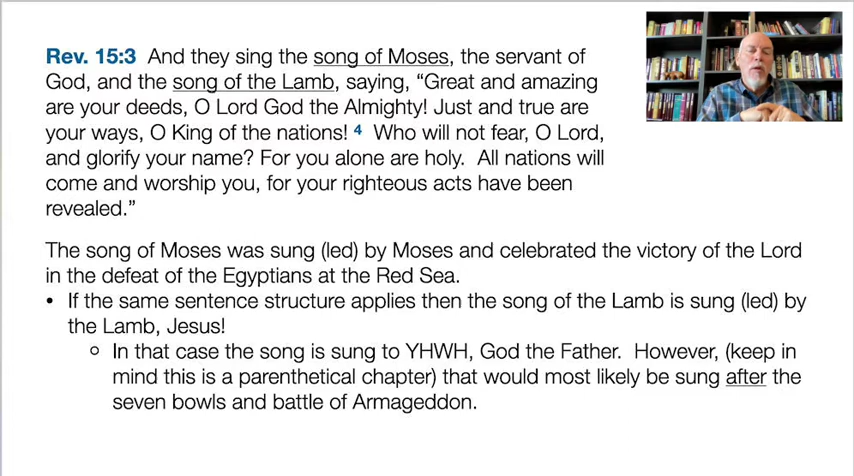 Rev. 15:3 And they sing the song of Moses, the servant of
God, and the song of the Lamb, saying, “Great and amazing
are your deeds, O Lord God the Almighty! Just and true are
your ways, O King of the nations! 4 Who will not fear, O Lord,
and glorify your name? For you alone are holy. All nations will
come and worship you, for your righteous acts have been
revealed.”
The song of Moses was sung (led) by Moses and celebrated the victory of the Lord
in the defeat of the Egyptians at the Red Sea.
• If the same sentence structure applies then the song of the Lamb is sung (led) by
the Lamb, Jesus!
○ In that case the song is sung to YHWH, God the Father. However, (keep in
mind this is a parenthetical chapter) that would most likely be sung after the
seven bowls and battle of Armageddon.